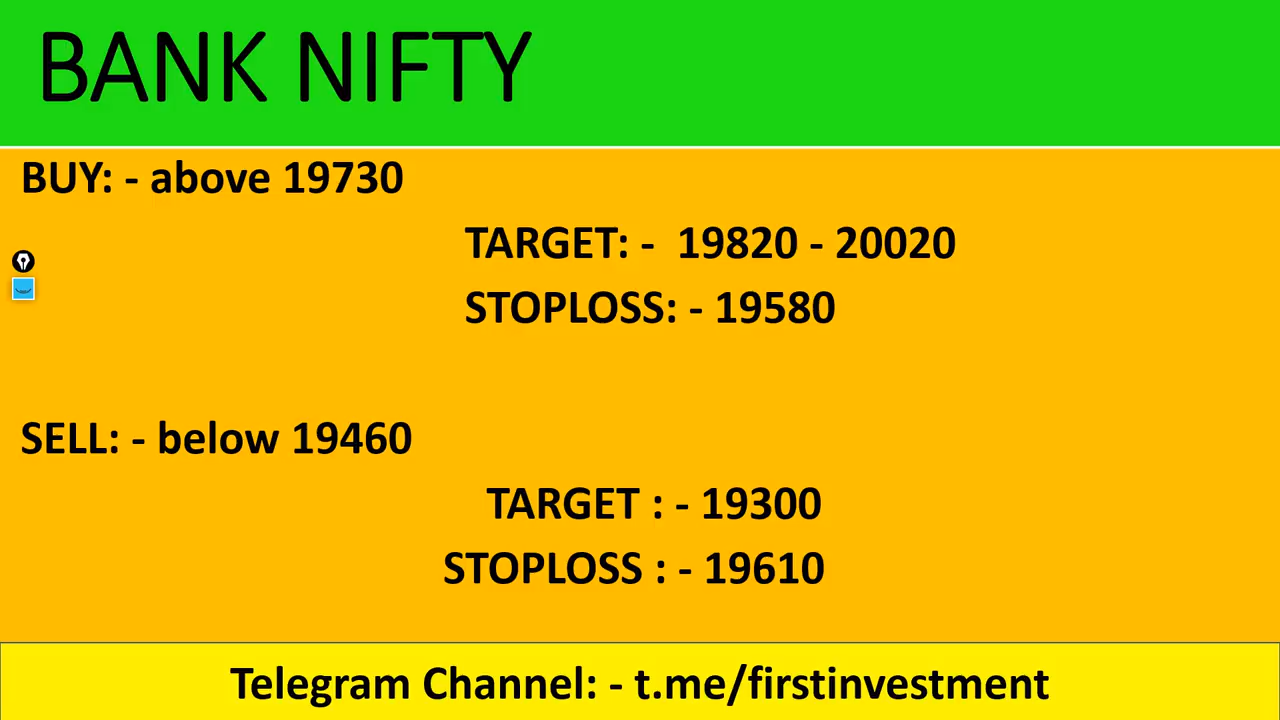 BANK NIFTY
BUY: - above 19730
TARGET: -  19820 - 20020
STOPLOSS: - 19580
SELL: - below 19460
TARGET : - 19300
STOPLOSS : - 19610
Telegram Channel: - t.me/firstinvestment